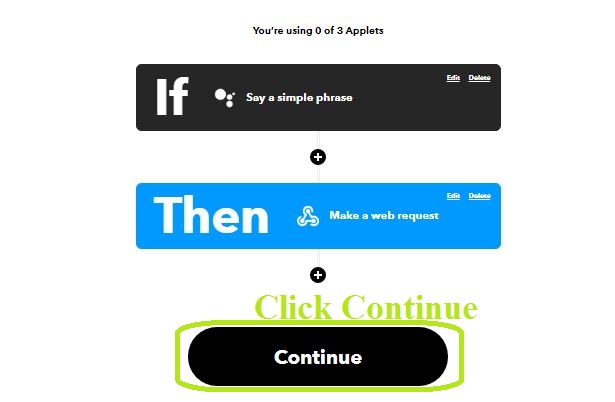 You're using 0 of 3 Applets
If Say a simple phrase Edit Delete
Then Make a web request Edit Delete
Click Continue
Continue